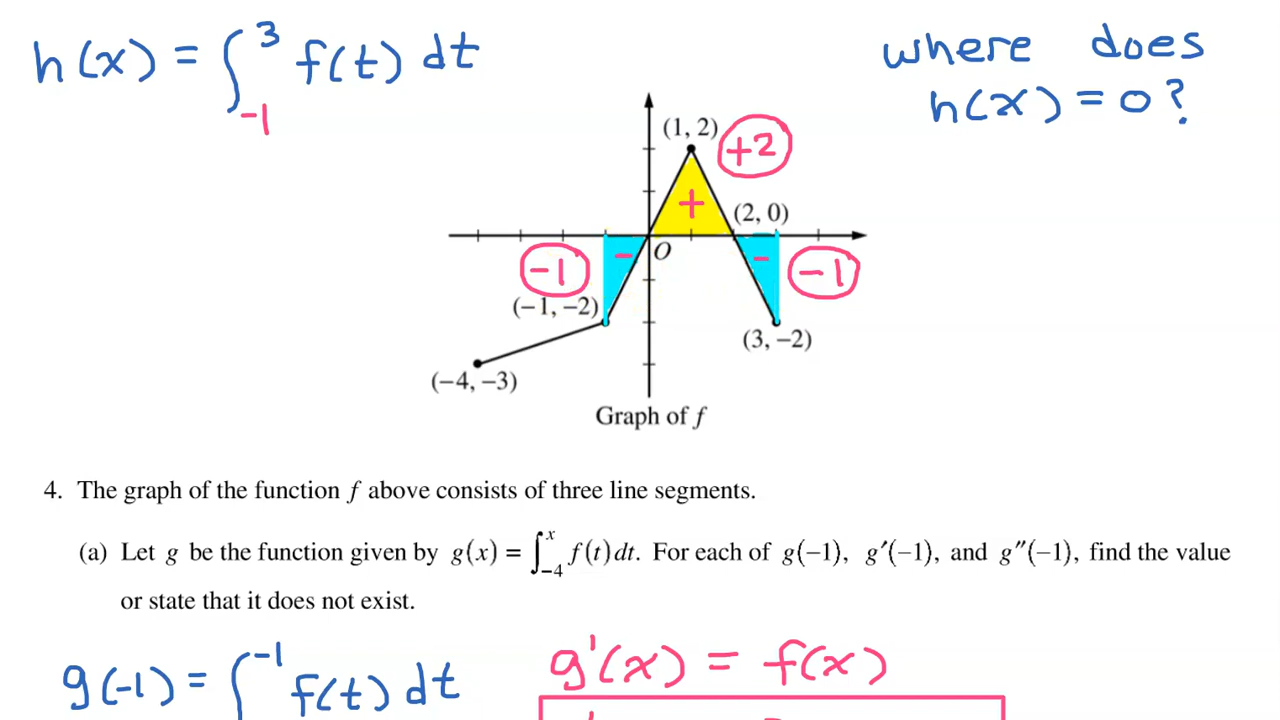 h(x) = ∫_{-1}^{3} f(t) dt
where does
h(x) = 0?
(1, 2)
+2
+
(2, 0)
-1
-
O
-
-1
(−1, −2)
(3, −2)
(−4, −3)
Graph of f
4. The graph of the function f above consists of three line segments.
(a) Let g be the function given by g(x) = ∫_{−4}^{x} f(t) dt. For each of g(−1), g′(−1), and g″(−1), find the value
or state that it does not exist.
g(-1) = ∫^{-1} f(t) dt
g'(x) = f(x)